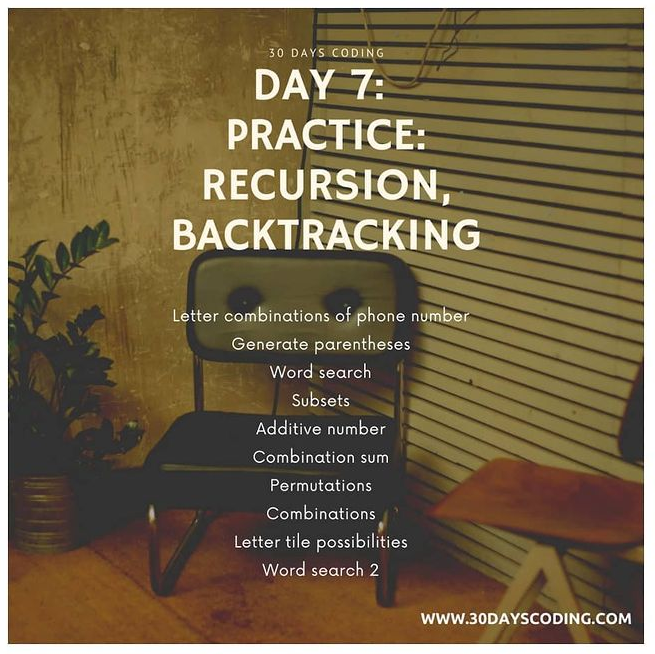 30 DAYS CODING
DAY 7:
PRACTICE:
RECURSION,
BACKTRACKING
Letter combinations of phone number
Generate parentheses
Word search
Subsets
Additive number
Combination sum
Permutations
Combinations
Letter tile possibilities
Word search 2
WWW.30DAYSCODING.COM